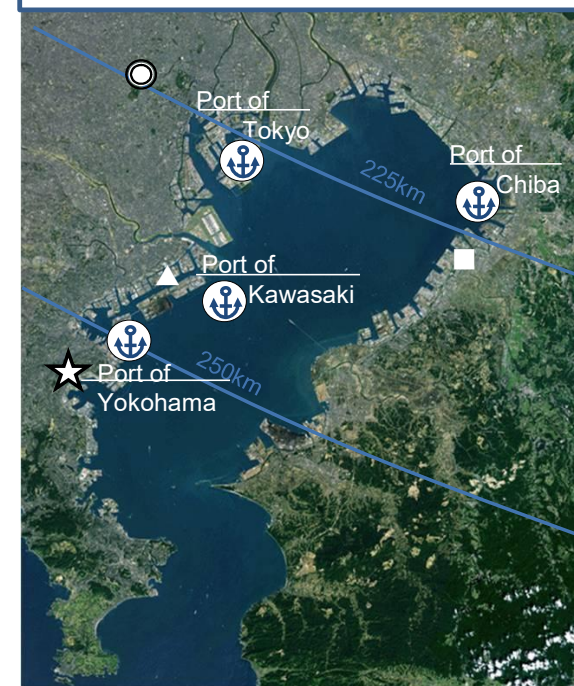 Port of
Tokyo
Port of
Chiba
225km
Port of
Kawasaki
250km
Port of
Yokohama